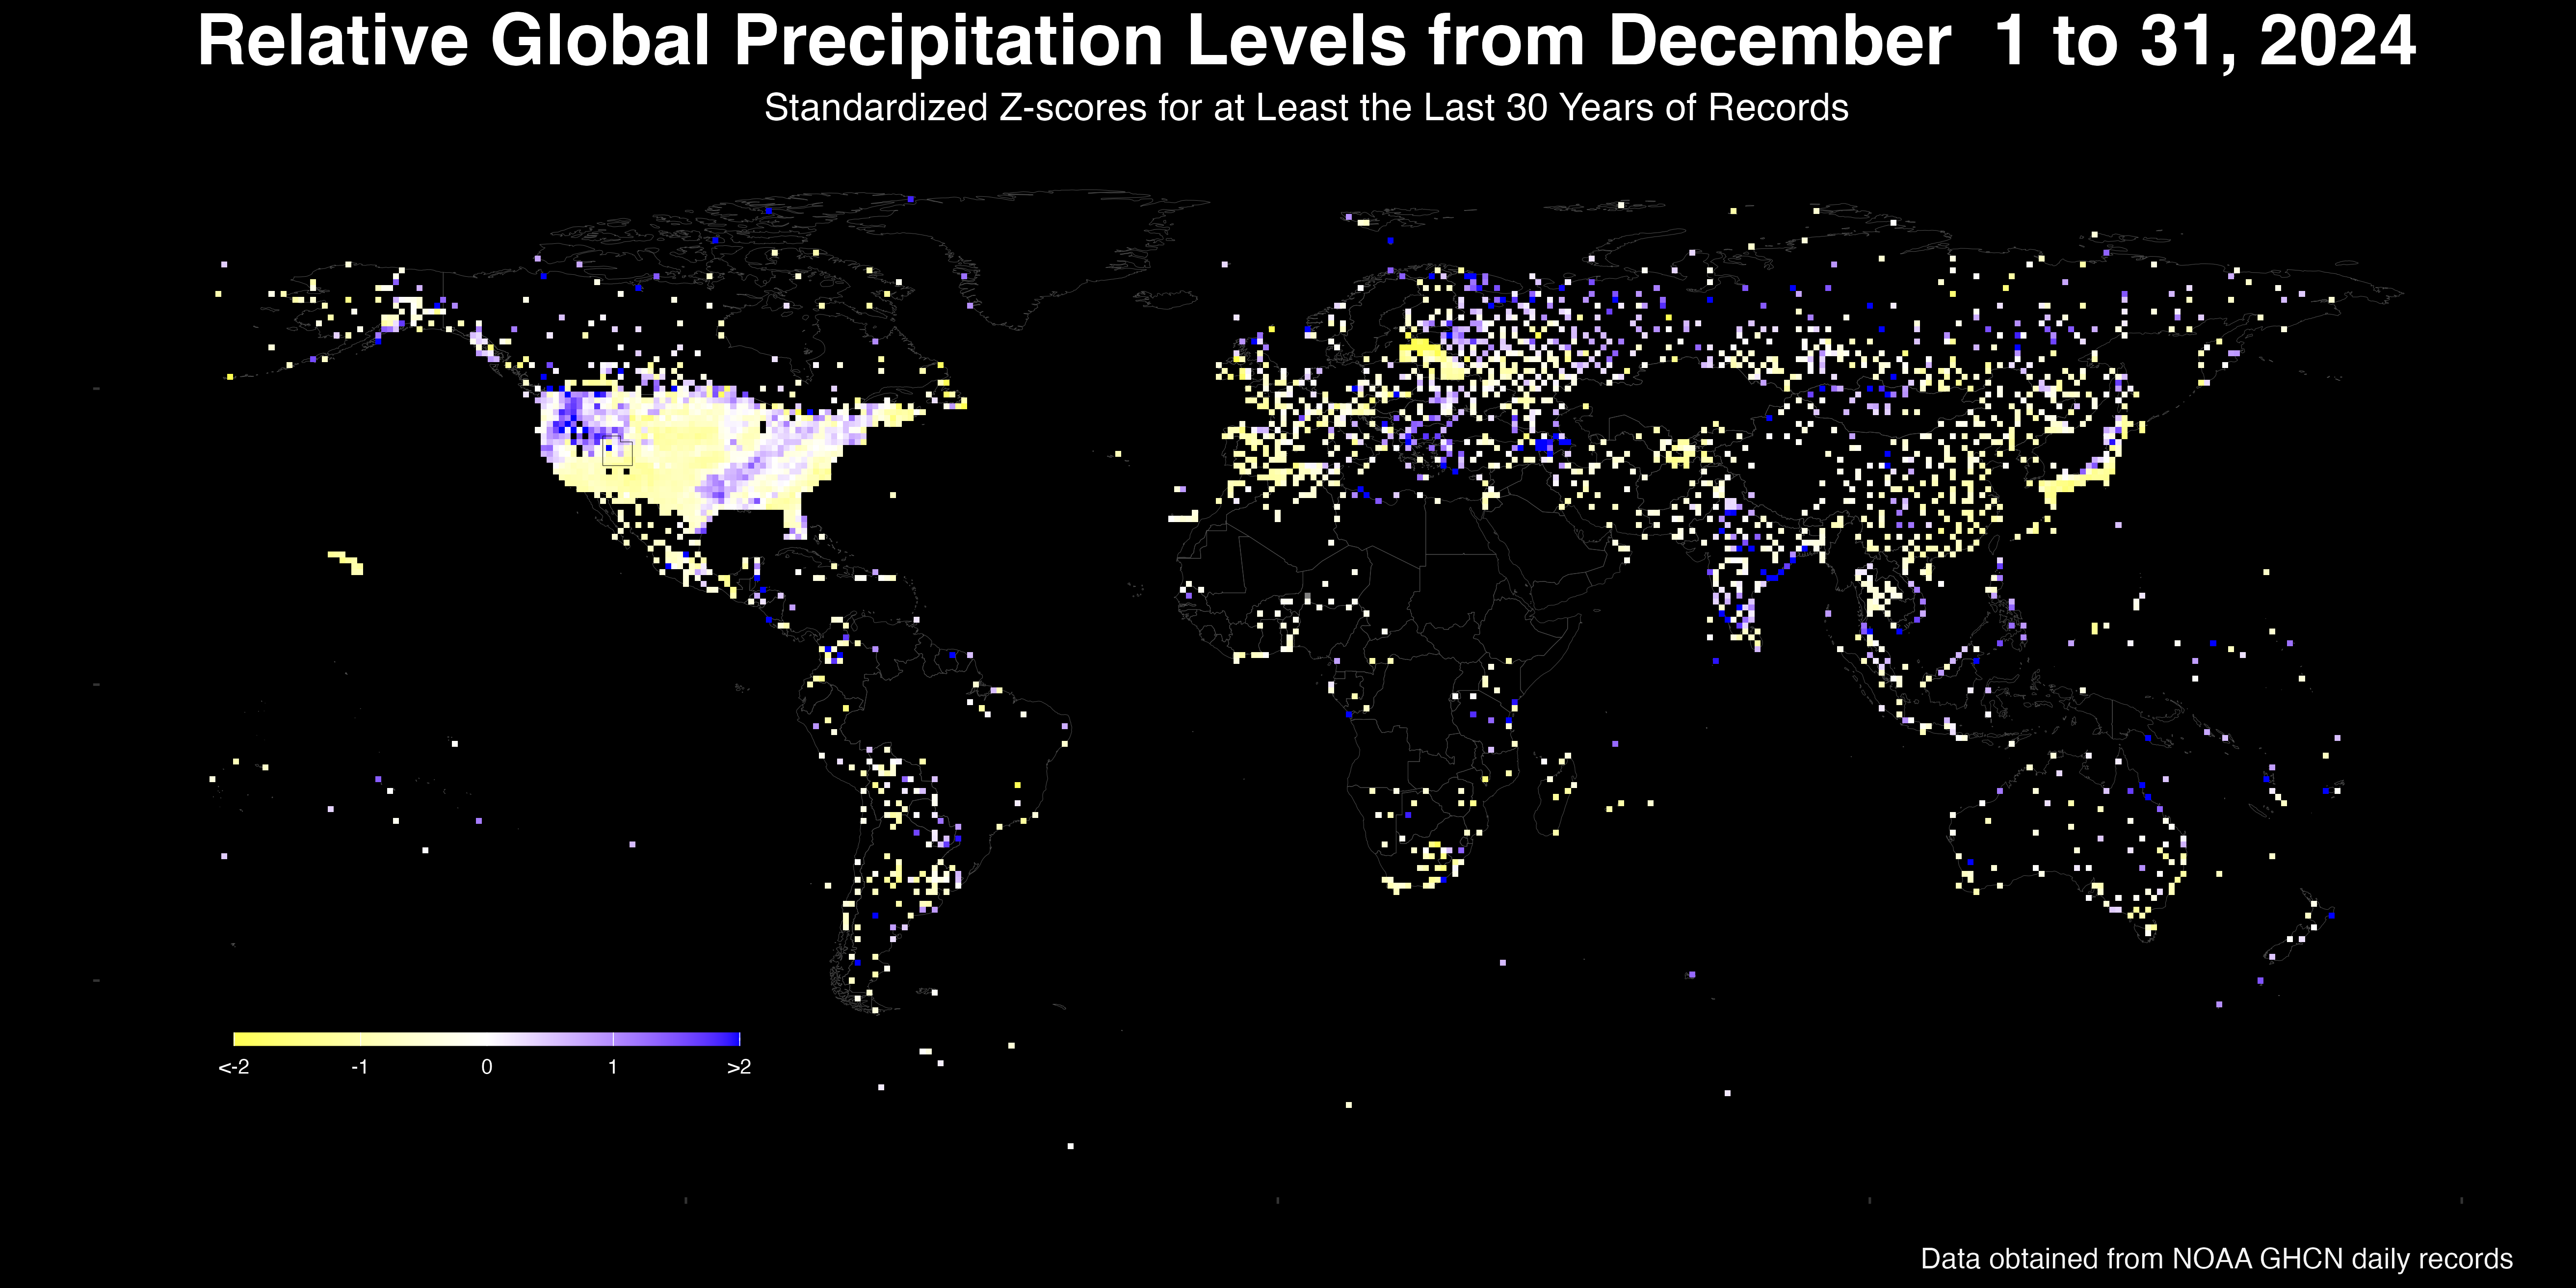 Relative Global Precipitation Levels from December  1 to 31, 2024
Standardized Z-scores for at Least the Last 30 Years of Records
<-2 -1 0 1 >2
Data obtained from NOAA GHCN daily records